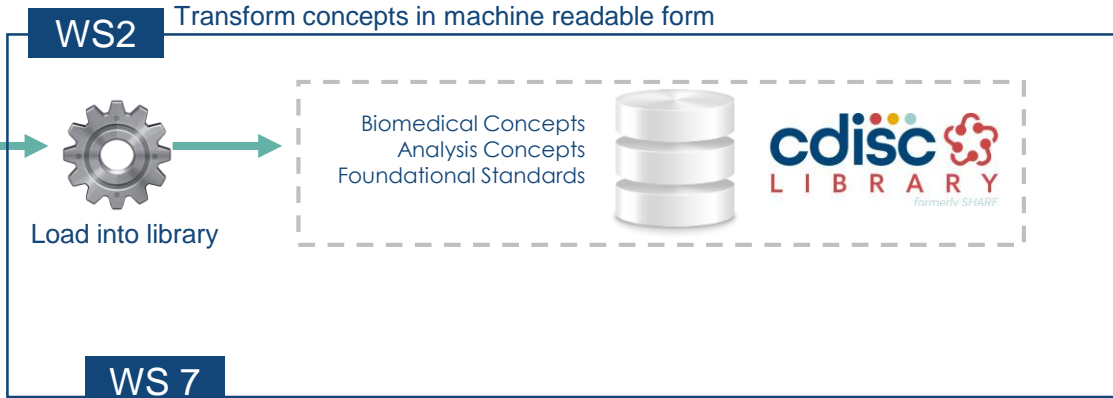 WS2
Transform concepts in machine readable form
Biomedical Concepts
Analysis Concepts
Foundational Standards
cdisc
LIBRARY
formerly SHARE
Load into library
WS 7